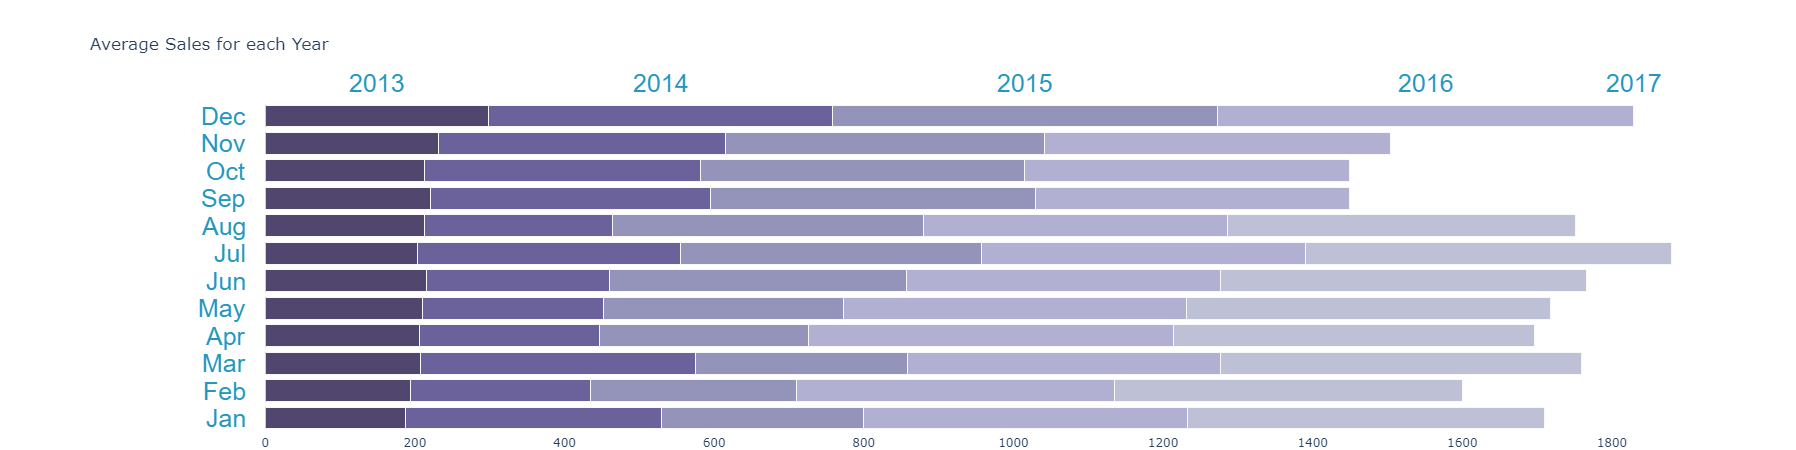 Average Sales for each Year
2013 2014 2015 2016 2017
Dec
Nov
Oct
Sep
Aug
Jul
Jun
May
Apr
Mar
Feb
Jan
0 200 400 600 800 1000 1200 1400 1600 1800